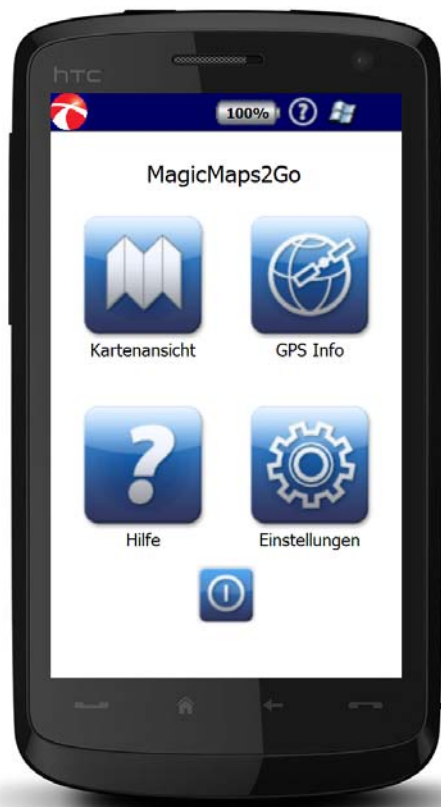 hTC
100%
MagicMaps2Go
Kartenansicht
GPS Info
Hilfe
Einstellungen